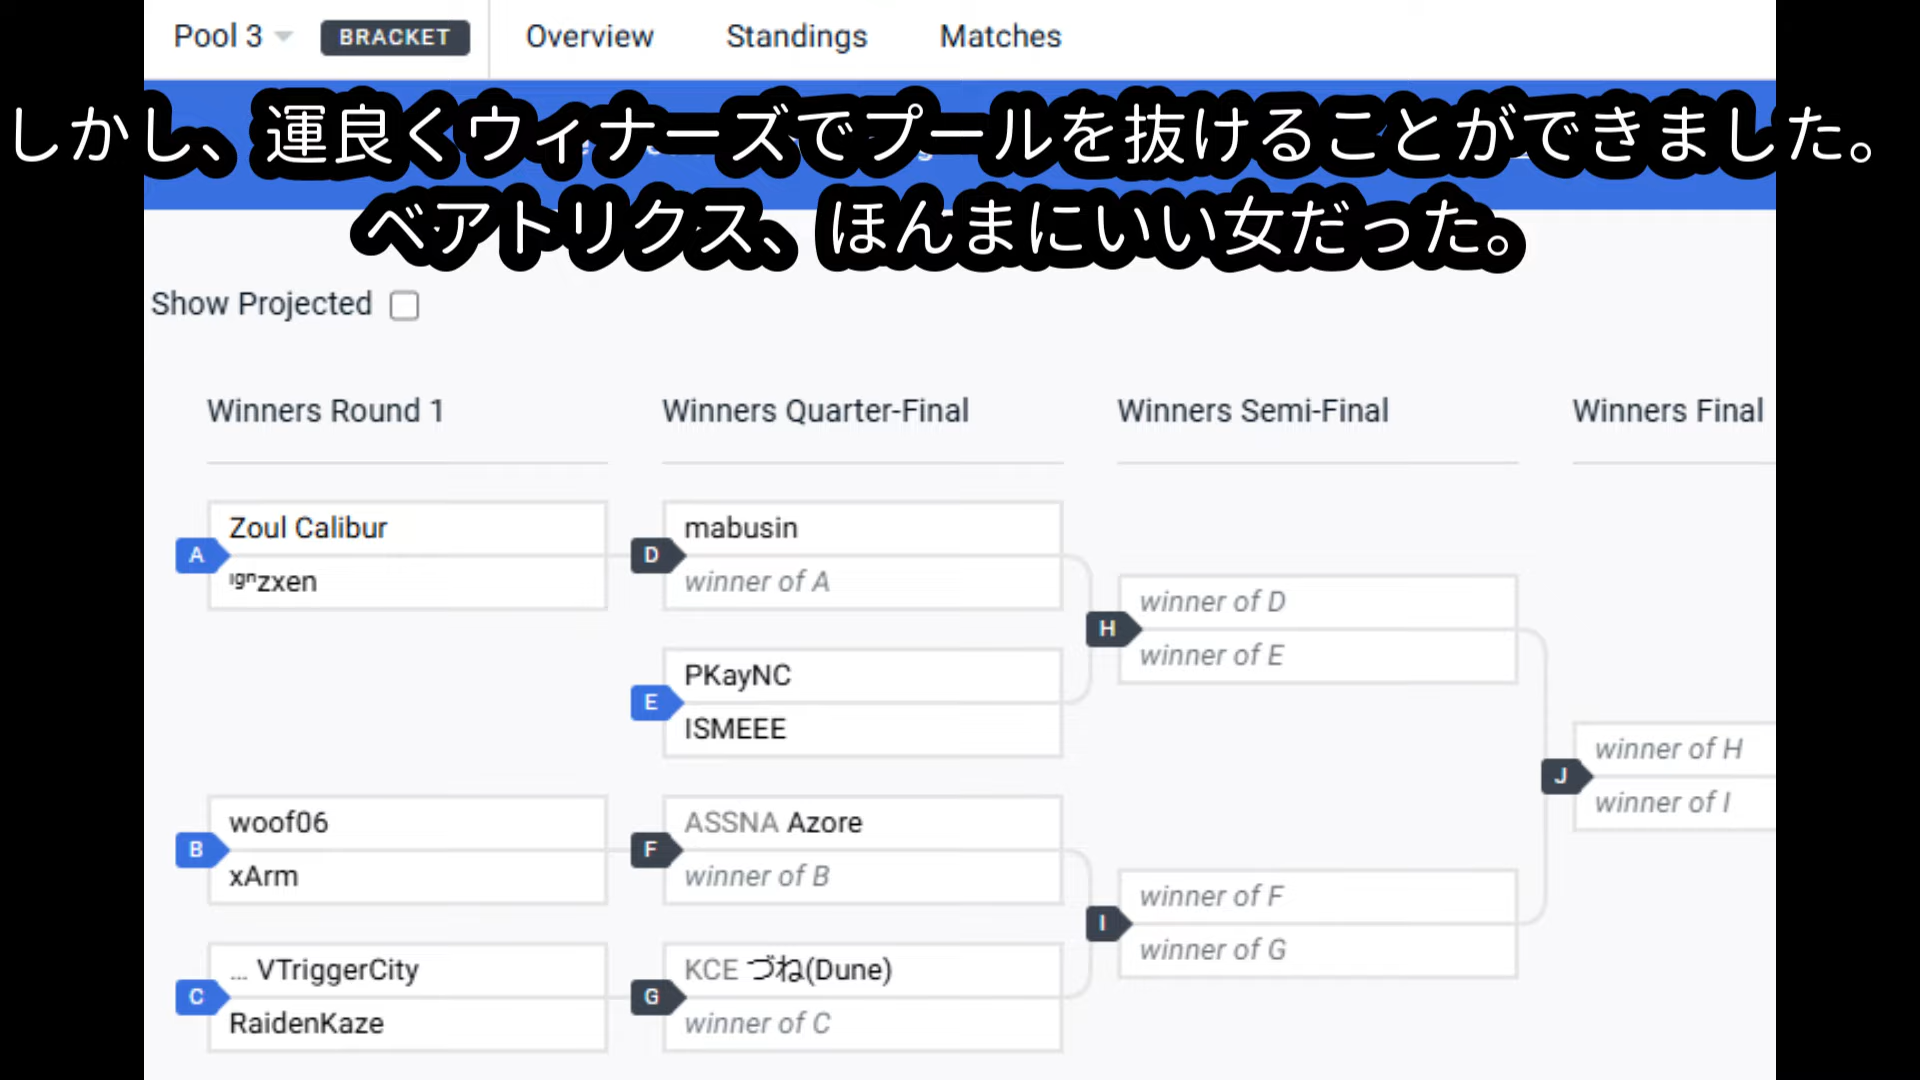 Pool 3 BRACKET Overview Standings Matches
しかし、運良くウィナーズでプールを抜けることができました。
ベアトリクス、ほんまにいい女だった。
Show Projected
Winners Round 1 Winners Quarter-Final Winners Semi-Final Winners Final
A Zoul Calibur
ᴵᵍⁿzxen
B woof06
xArm
C ... VTriggerCity
RaidenKaze
D mabusin
winner of A
E PKayNC
ISMEEE
F ASSNA Azore
winner of B
G KCE づね(Dune)
winner of C
H winner of D
winner of E
I winner of F
winner of G
J winner of H
winner of I